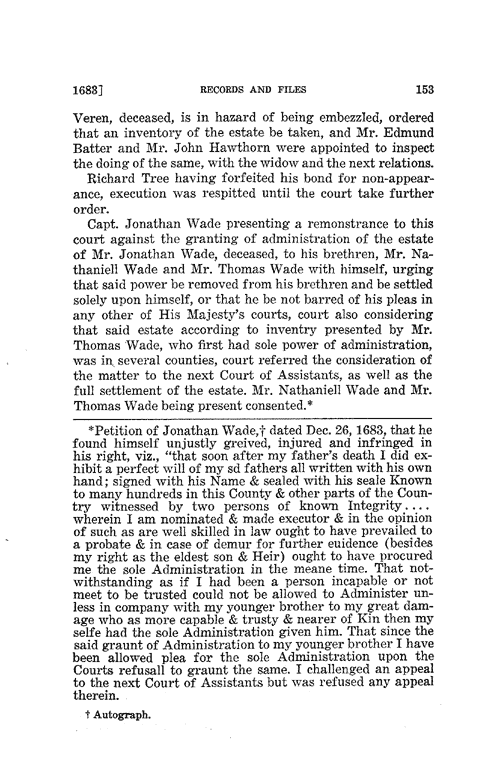 1683] RECORDS AND FILES 153
Veren, deceased, is in hazard of being embezzled, ordered
that an inventory of the estate be taken, and Mr. Edmund
Batter and Mr. John Hawthorn were appointed to inspect
the doing of the same, with the widow and the next relations.
Richard Tree having forfeited his bond for non-appear-
ance, execution was respitted until the court take further
order.
Capt. Jonathan Wade presenting a remonstrance to this
court against the granting of administration of the estate
of Mr. Jonathan Wade, deceased, to his brethren, Mr. Na-
thaniell Wade and Mr. Thomas Wade with himself, urging
that said power be removed from his brethren and be settled
solely upon himself, or that he be not barred of his pleas in
any other of His Majesty's courts, court also considering
that said estate according to inventry presented by Mr.
Thomas Wade, who first had sole power of administration,
was in several counties, court referred the consideration of
the matter to the next Court of Assistants, as well as the
full settlement of the estate. Mr. Nathaniell Wade and Mr.
Thomas Wade being present consented.*
*Petition of Jonathan Wade,† dated Dec. 26, 1683, that he
found himself unjustly greived, injured and infringed in
his right, viz., "that soon after my father's death I did ex-
hibit a perfect will of my sd fathers all written with his own
hand; signed with his Name & sealed with his seale Known
to many hundreds in this County & other parts of the Coun-
try witnessed by two persons of known Integrity....
wherein I am nominated & made executor & in the opinion
of such as are well skilled in law ought to have prevailed to
a probate & in case of demur for further euidence (besides
my right as the eldest son & Heir) ought to have procured
me the sole Administration in the meane time. That not-
withstanding as if I had been a person incapable or not
meet to be trusted could not be allowed to Administer un-
less in company with my younger brother to my great dam-
age who as more capable & trusty & nearer of Kin then my
selfe had the sole Administration given him. That since the
said graunt of Administration to my younger brother I have
been allowed plea for the sole Administration upon the
Courts refusall to graunt the same. I challenged an appeal
to the next Court of Assistants but was refused any appeal
therein.
† Autograph.